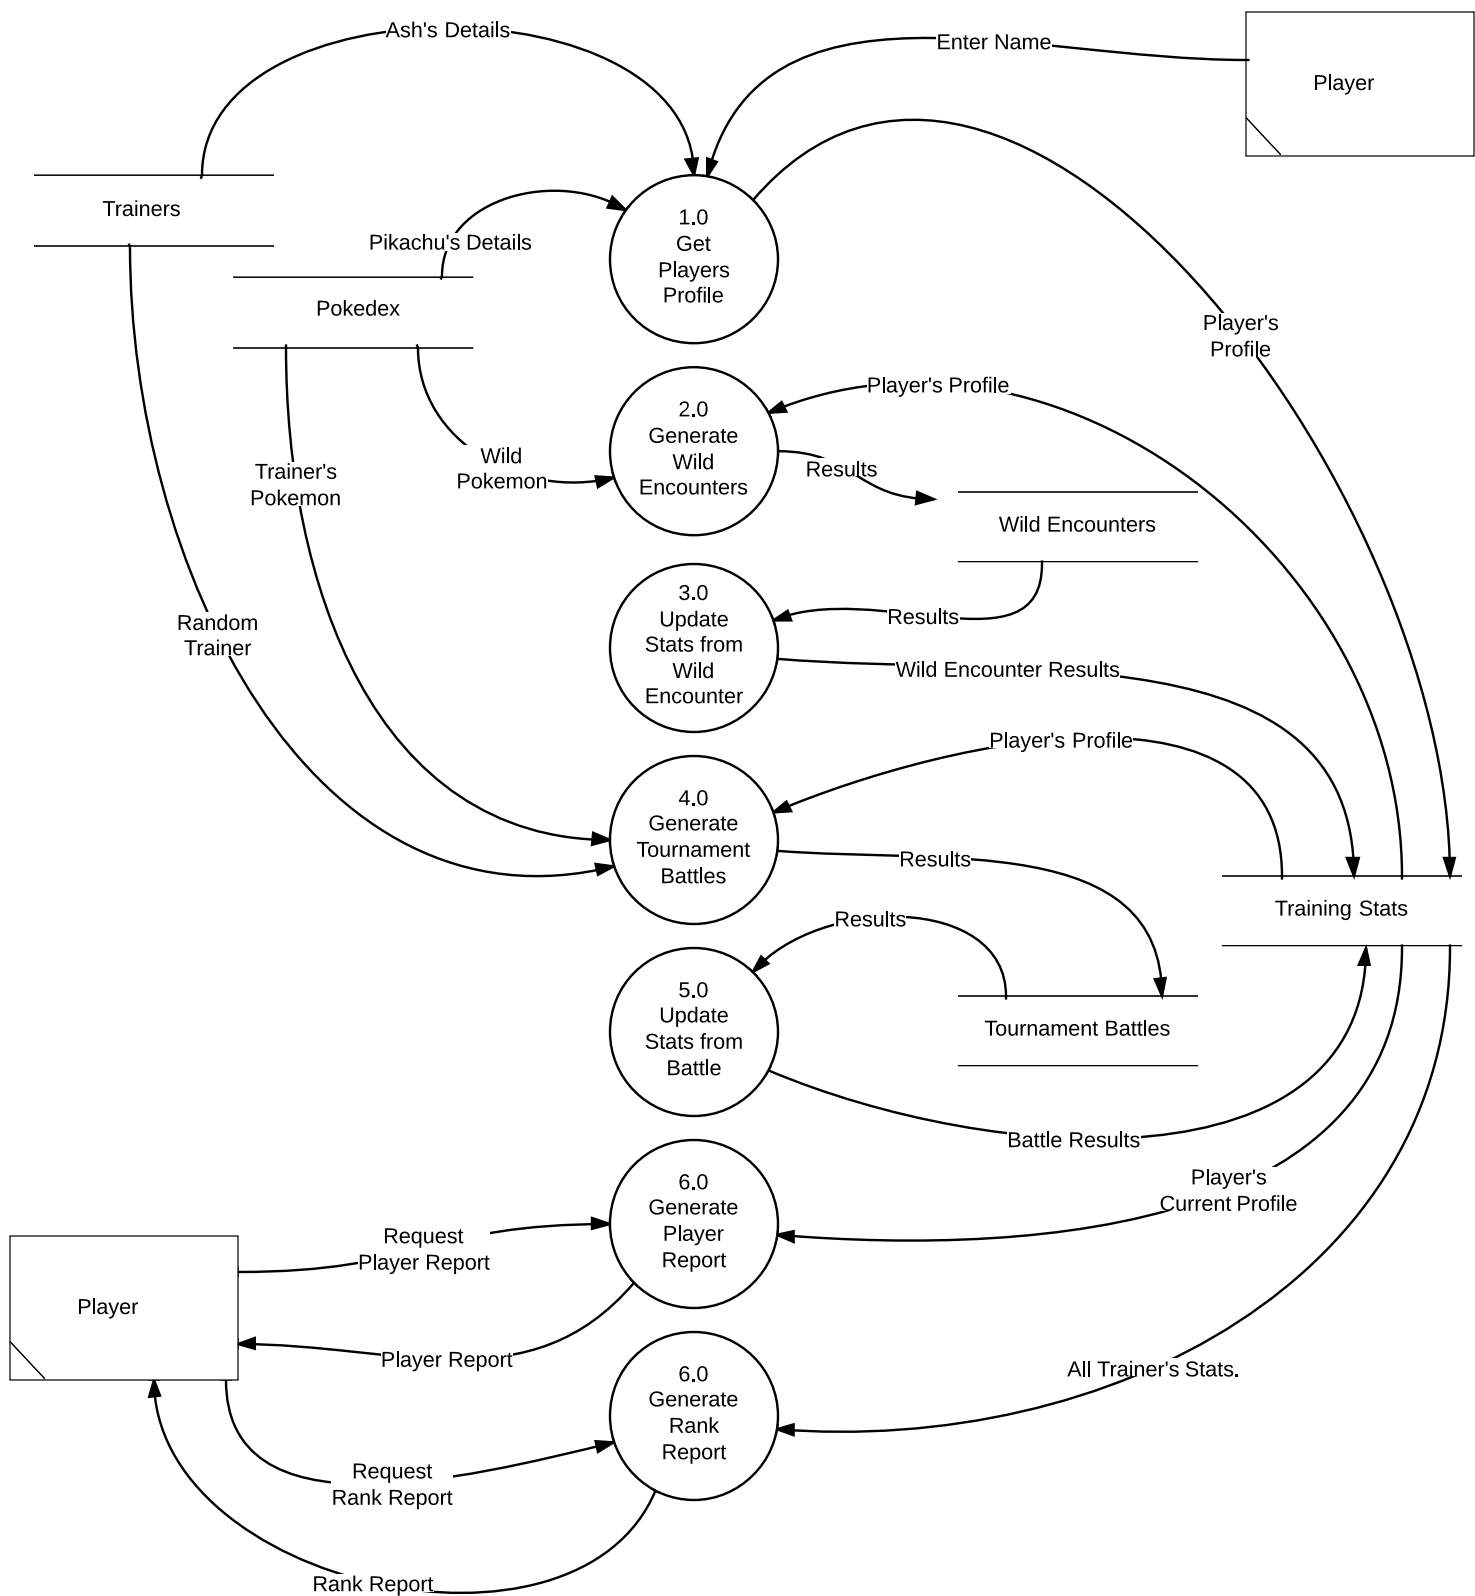 Ash's Details
Enter Name
Player
Trainers
Pikachu's Details
Pokedex
1.0
Get
Players
Profile
Player's
Profile
Player's Profile
2.0
Generate
Wild
Encounters
Wild
Pokemon
Results
Trainer's
Pokemon
Wild Encounters
3.0
Update
Stats from
Wild
Encounter
Results
Random
Trainer
Wild Encounter Results
Player's Profile
4.0
Generate
Tournament
Battles
Results
Training Stats
Results
5.0
Update
Stats from
Battle
Tournament Battles
Battle Results
Player's
Current Profile
6.0
Generate
Player
Report
Request
Player Report
Player
Player Report
All Trainer's Stats.
6.0
Generate
Rank
Report
Request
Rank Report
Rank Report